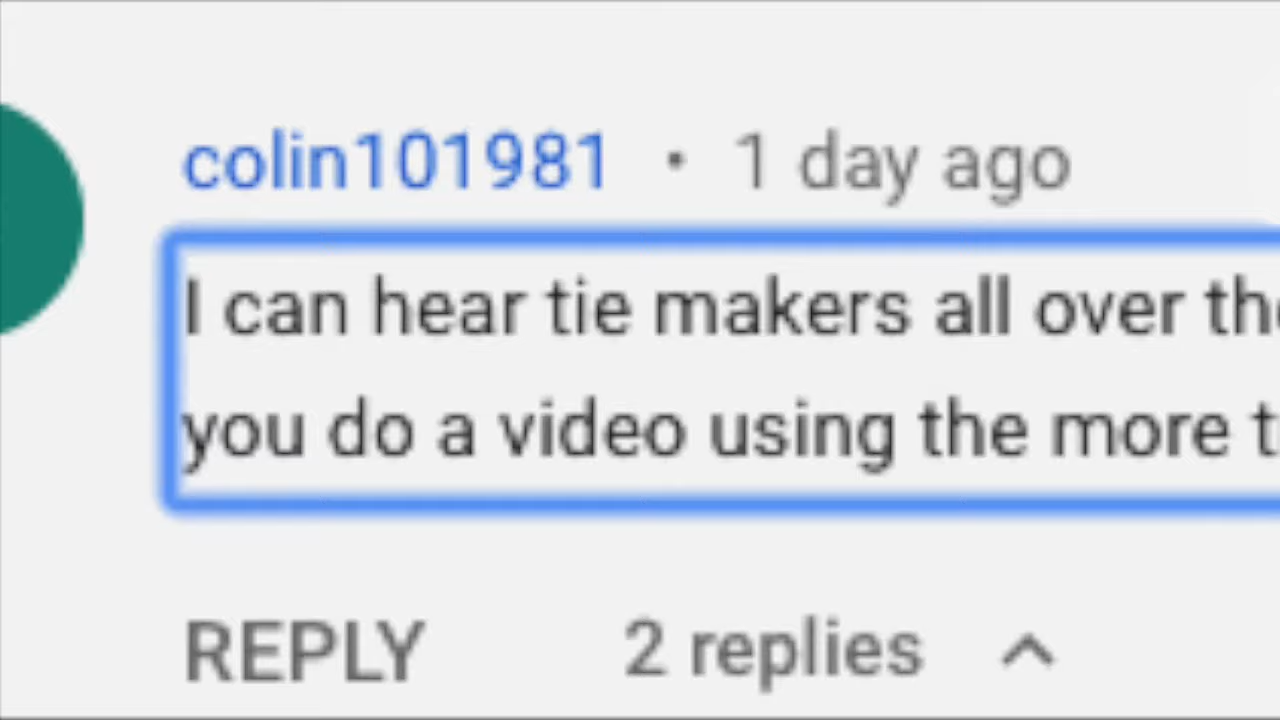 colin101981 • 1 day ago
I can hear tie makers all over the
you do a video using the more t
REPLY 2 replies